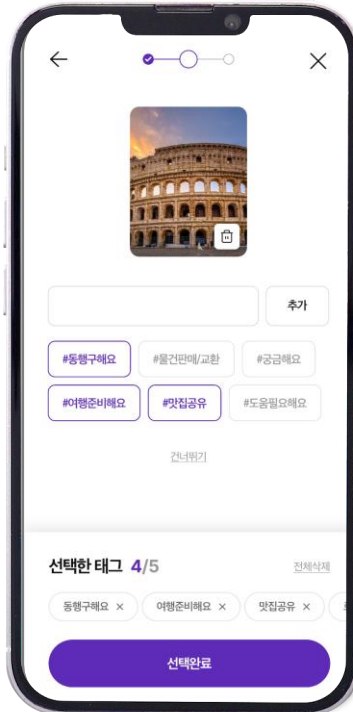 추가
#동행구해요 #물건판매/교환 #궁금해요
#여행준비해요 #맛집공유 #도움필요해요
건너뛰기
선택한 태그 4/5 전체삭제
동행구해요 × 여행준비해요 × 맛집공유 ×
선택완료